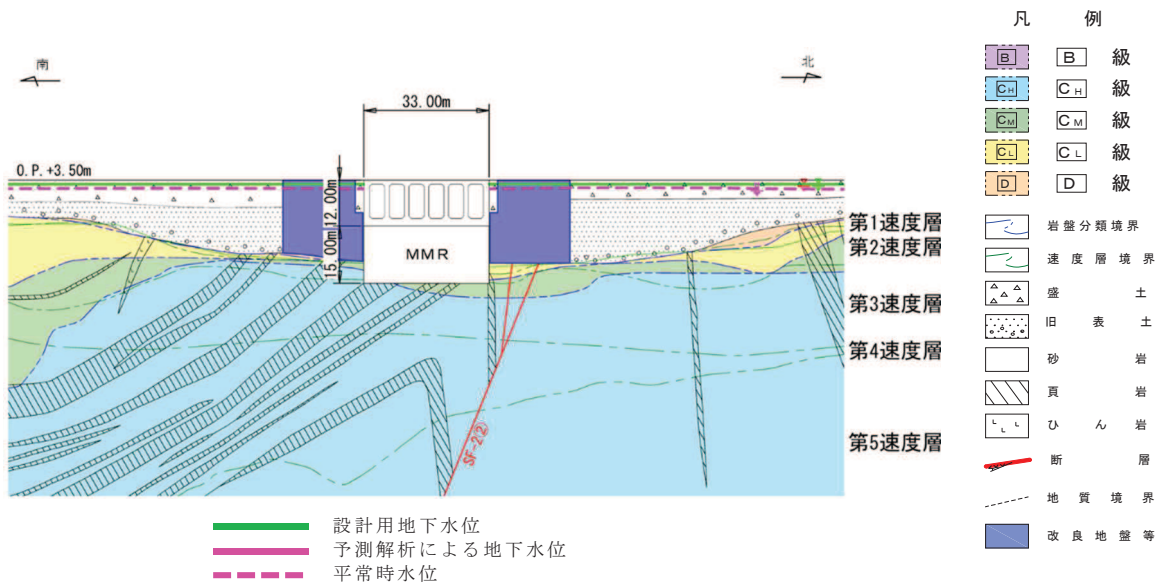 南
北
33.00m
O.P.+3.50m
12.00m
15.00m
MMR
第1速度層
第2速度層
第3速度層
第4速度層
第5速度層
SF-2②
設計用地下水位
予測解析による地下水位
平常時水位
凡 例
B B 級
CH CH 級
CM CM 級
CL CL 級
D D 級
岩盤分類境界
速度層境界
盛土
旧表土
砂岩
頁岩
ひん岩
断層
地質境界
改良地盤等